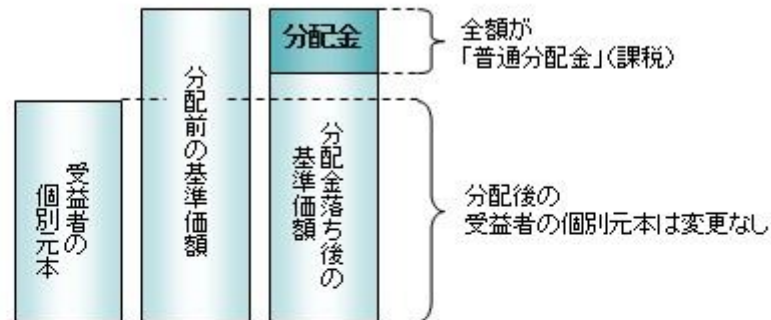 分配金
全額が
「普通分配金」(課税)
受益者の
個別元本
分配前の基準価額
分配金落ち後の
基準価額
分配後の
受益者の個別元本は変更なし